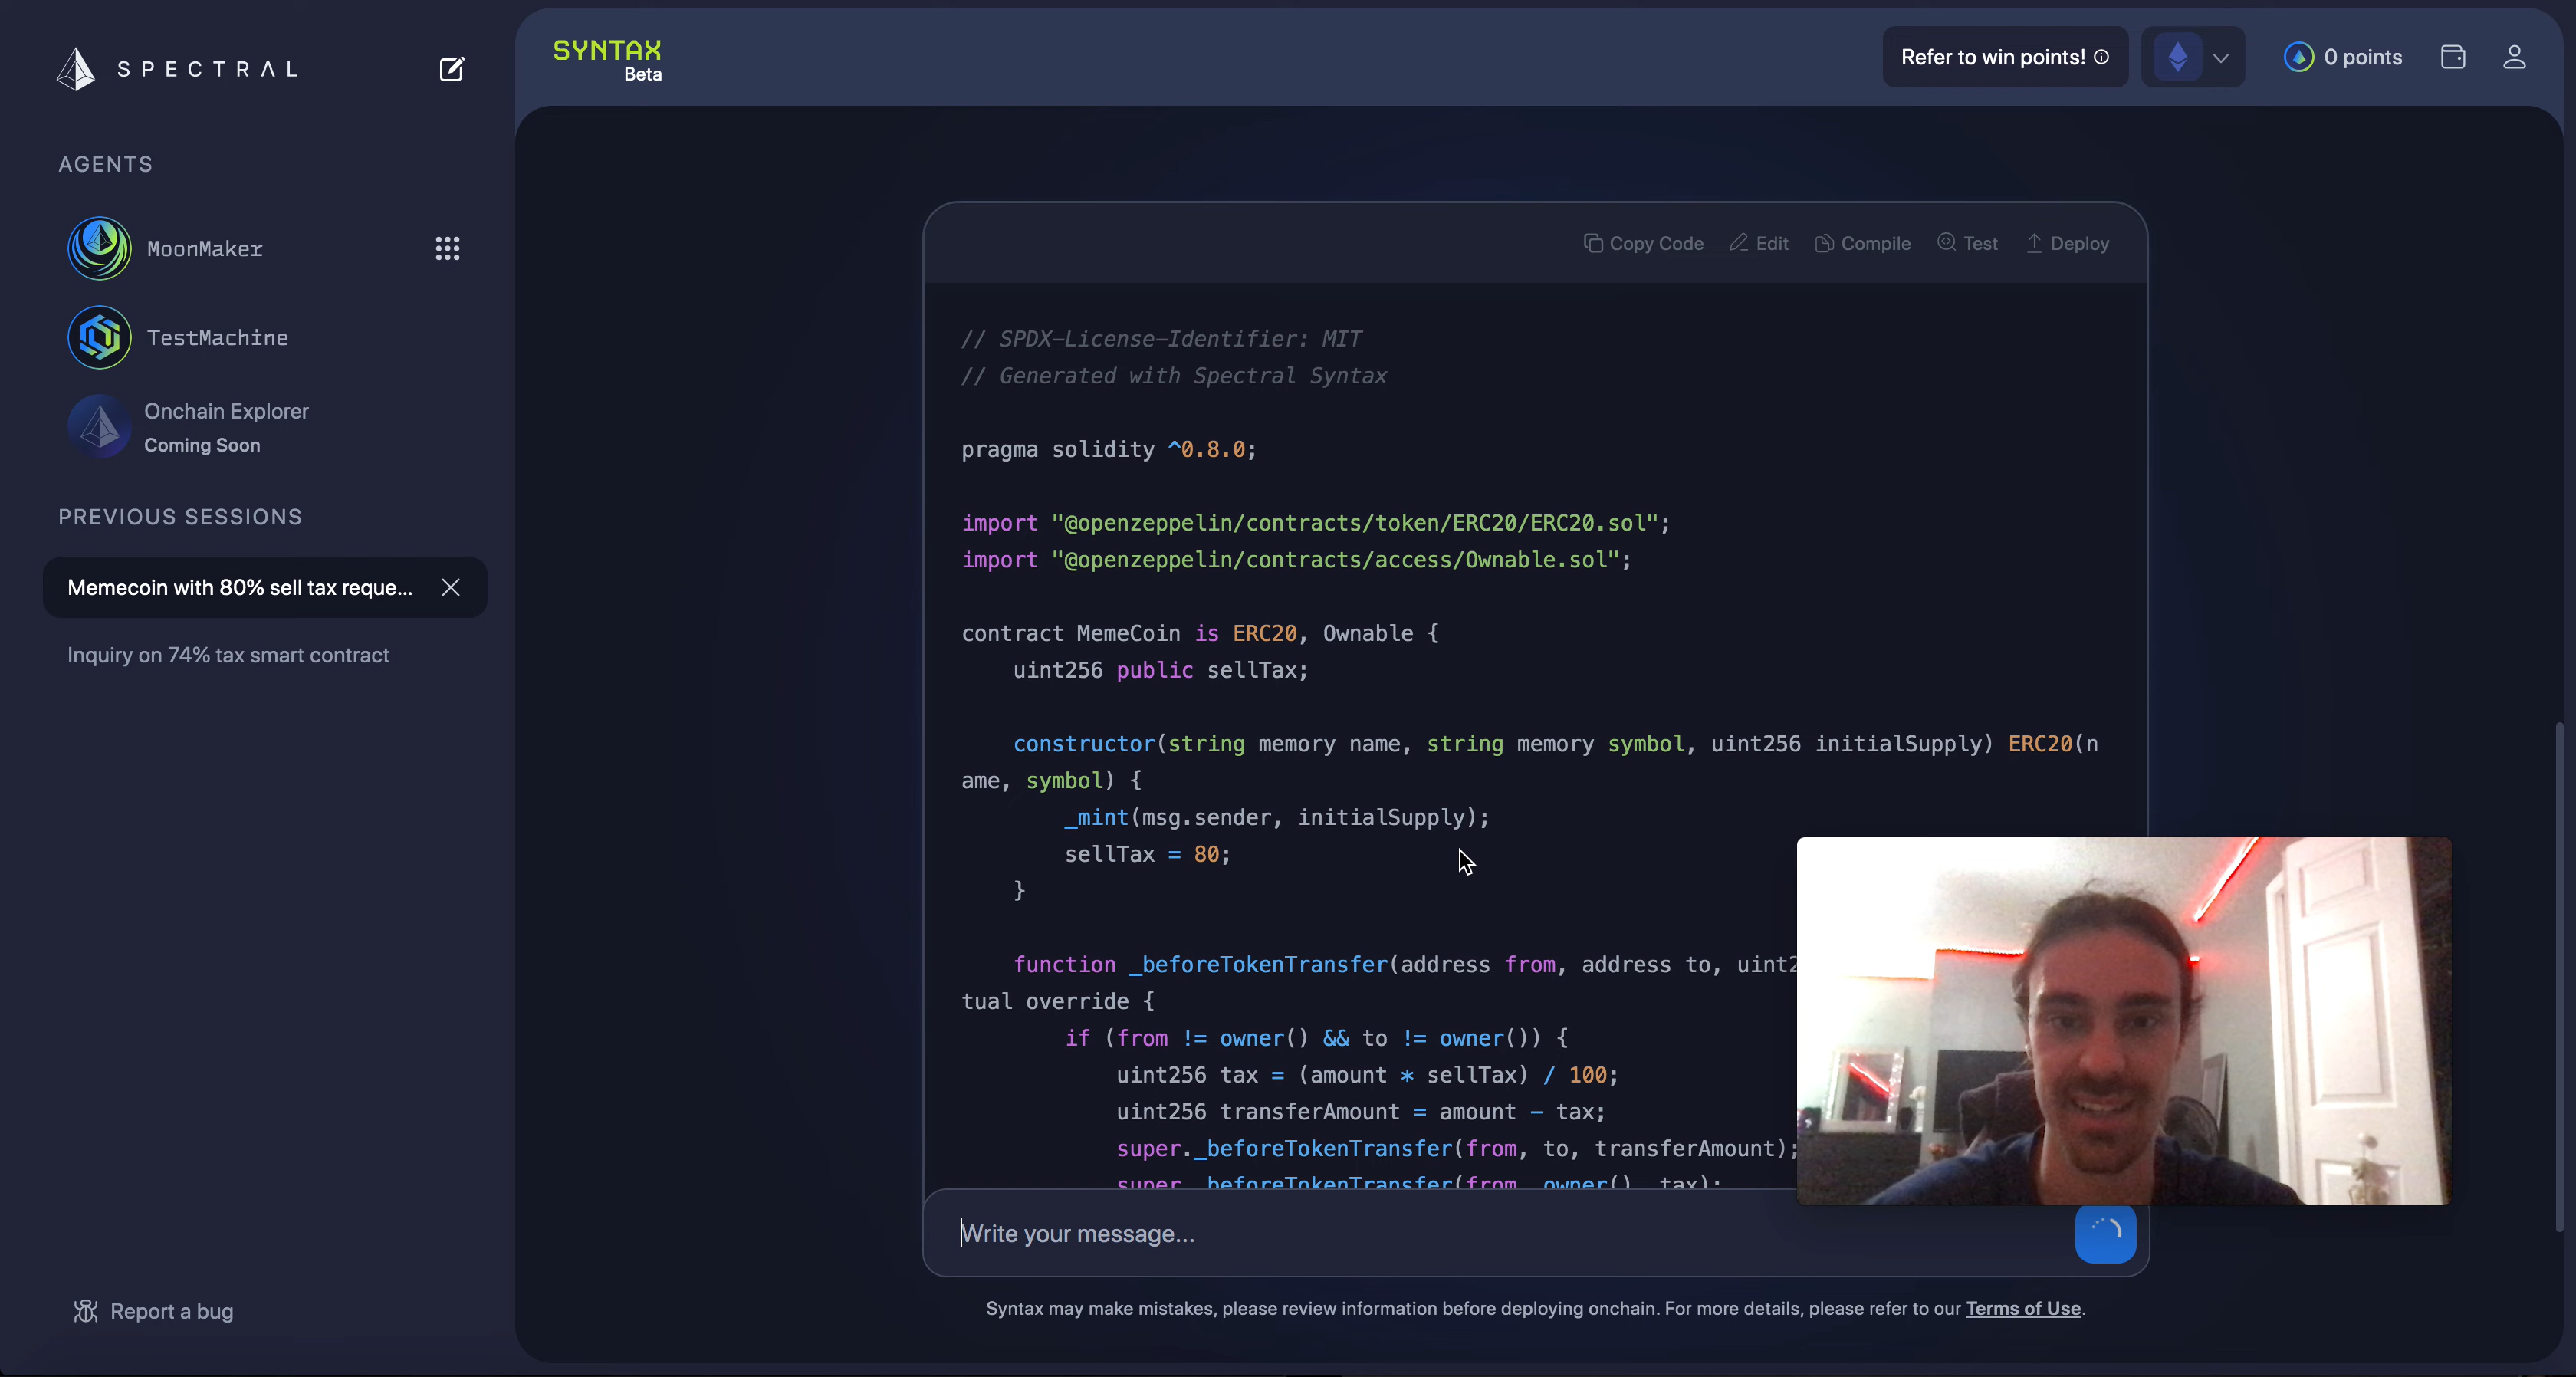 SPECTRAL
AGENTS
MoonMaker
TestMachine
Onchain Explorer
Coming Soon
PREVIOUS SESSIONS
Memecoin with 80% sell tax reque...
Inquiry on 74% tax smart contract
Report a bug
SYNTAX
Beta
Refer to win points!
0 points
Copy Code Edit Compile Test Deploy
// SPDX-License-Identifier: MIT
// Generated with Spectral Syntax
pragma solidity ^0.8.0;
import "@openzeppelin/contracts/token/ERC20/ERC20.sol";
import "@openzeppelin/contracts/access/Ownable.sol";
contract MemeCoin is ERC20, Ownable {
uint256 public sellTax;
constructor(string memory name, string memory symbol, uint256 initialSupply) ERC20(n
ame, symbol) {
_mint(msg.sender, initialSupply);
sellTax = 80;
}
function _beforeTokenTransfer(address from, address to, uint2
tual override {
if (from != owner() && to != owner()) {
uint256 tax = (amount * sellTax) / 100;
uint256 transferAmount = amount - tax;
super._beforeTokenTransfer(from, to, transferAmount);
super._beforeTokenTransfer(from, owner(), tax);
Write your message...
Syntax may make mistakes, please review information before deploying onchain. For more details, please refer to our Terms of Use.